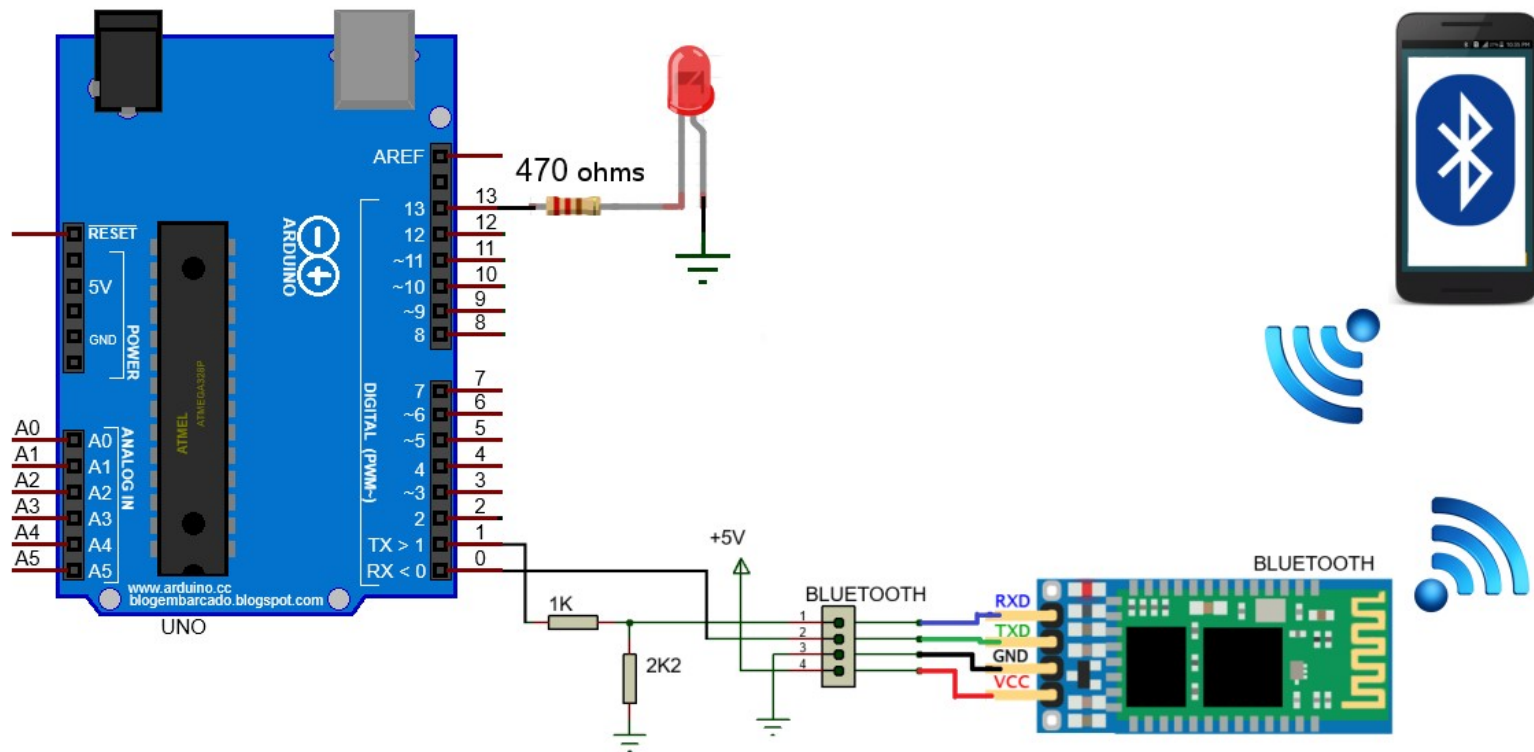 AREF
13
12
~11
~10
~9
8
7
~6
~5
4
~3
2
TX > 1
RX < 0
13
12
11
10
9
8
7
6
5
4
3
2
1
0
DIGITAL (PWM~)
ARDUINO
RESET
5V
GND
POWER
A0
A1
A2
A3
A4
A5
A0
A1
A2
A3
A4
A5
ANALOG IN
ATMEL
ATMEGA328P
www.arduino.cc
blogembarcado.blogspot.com
UNO
470 ohms
1K
2K2
+5V
BLUETOOTH
1
2
3
4
RXD
TXD
GND
VCC
BLUETOOTH